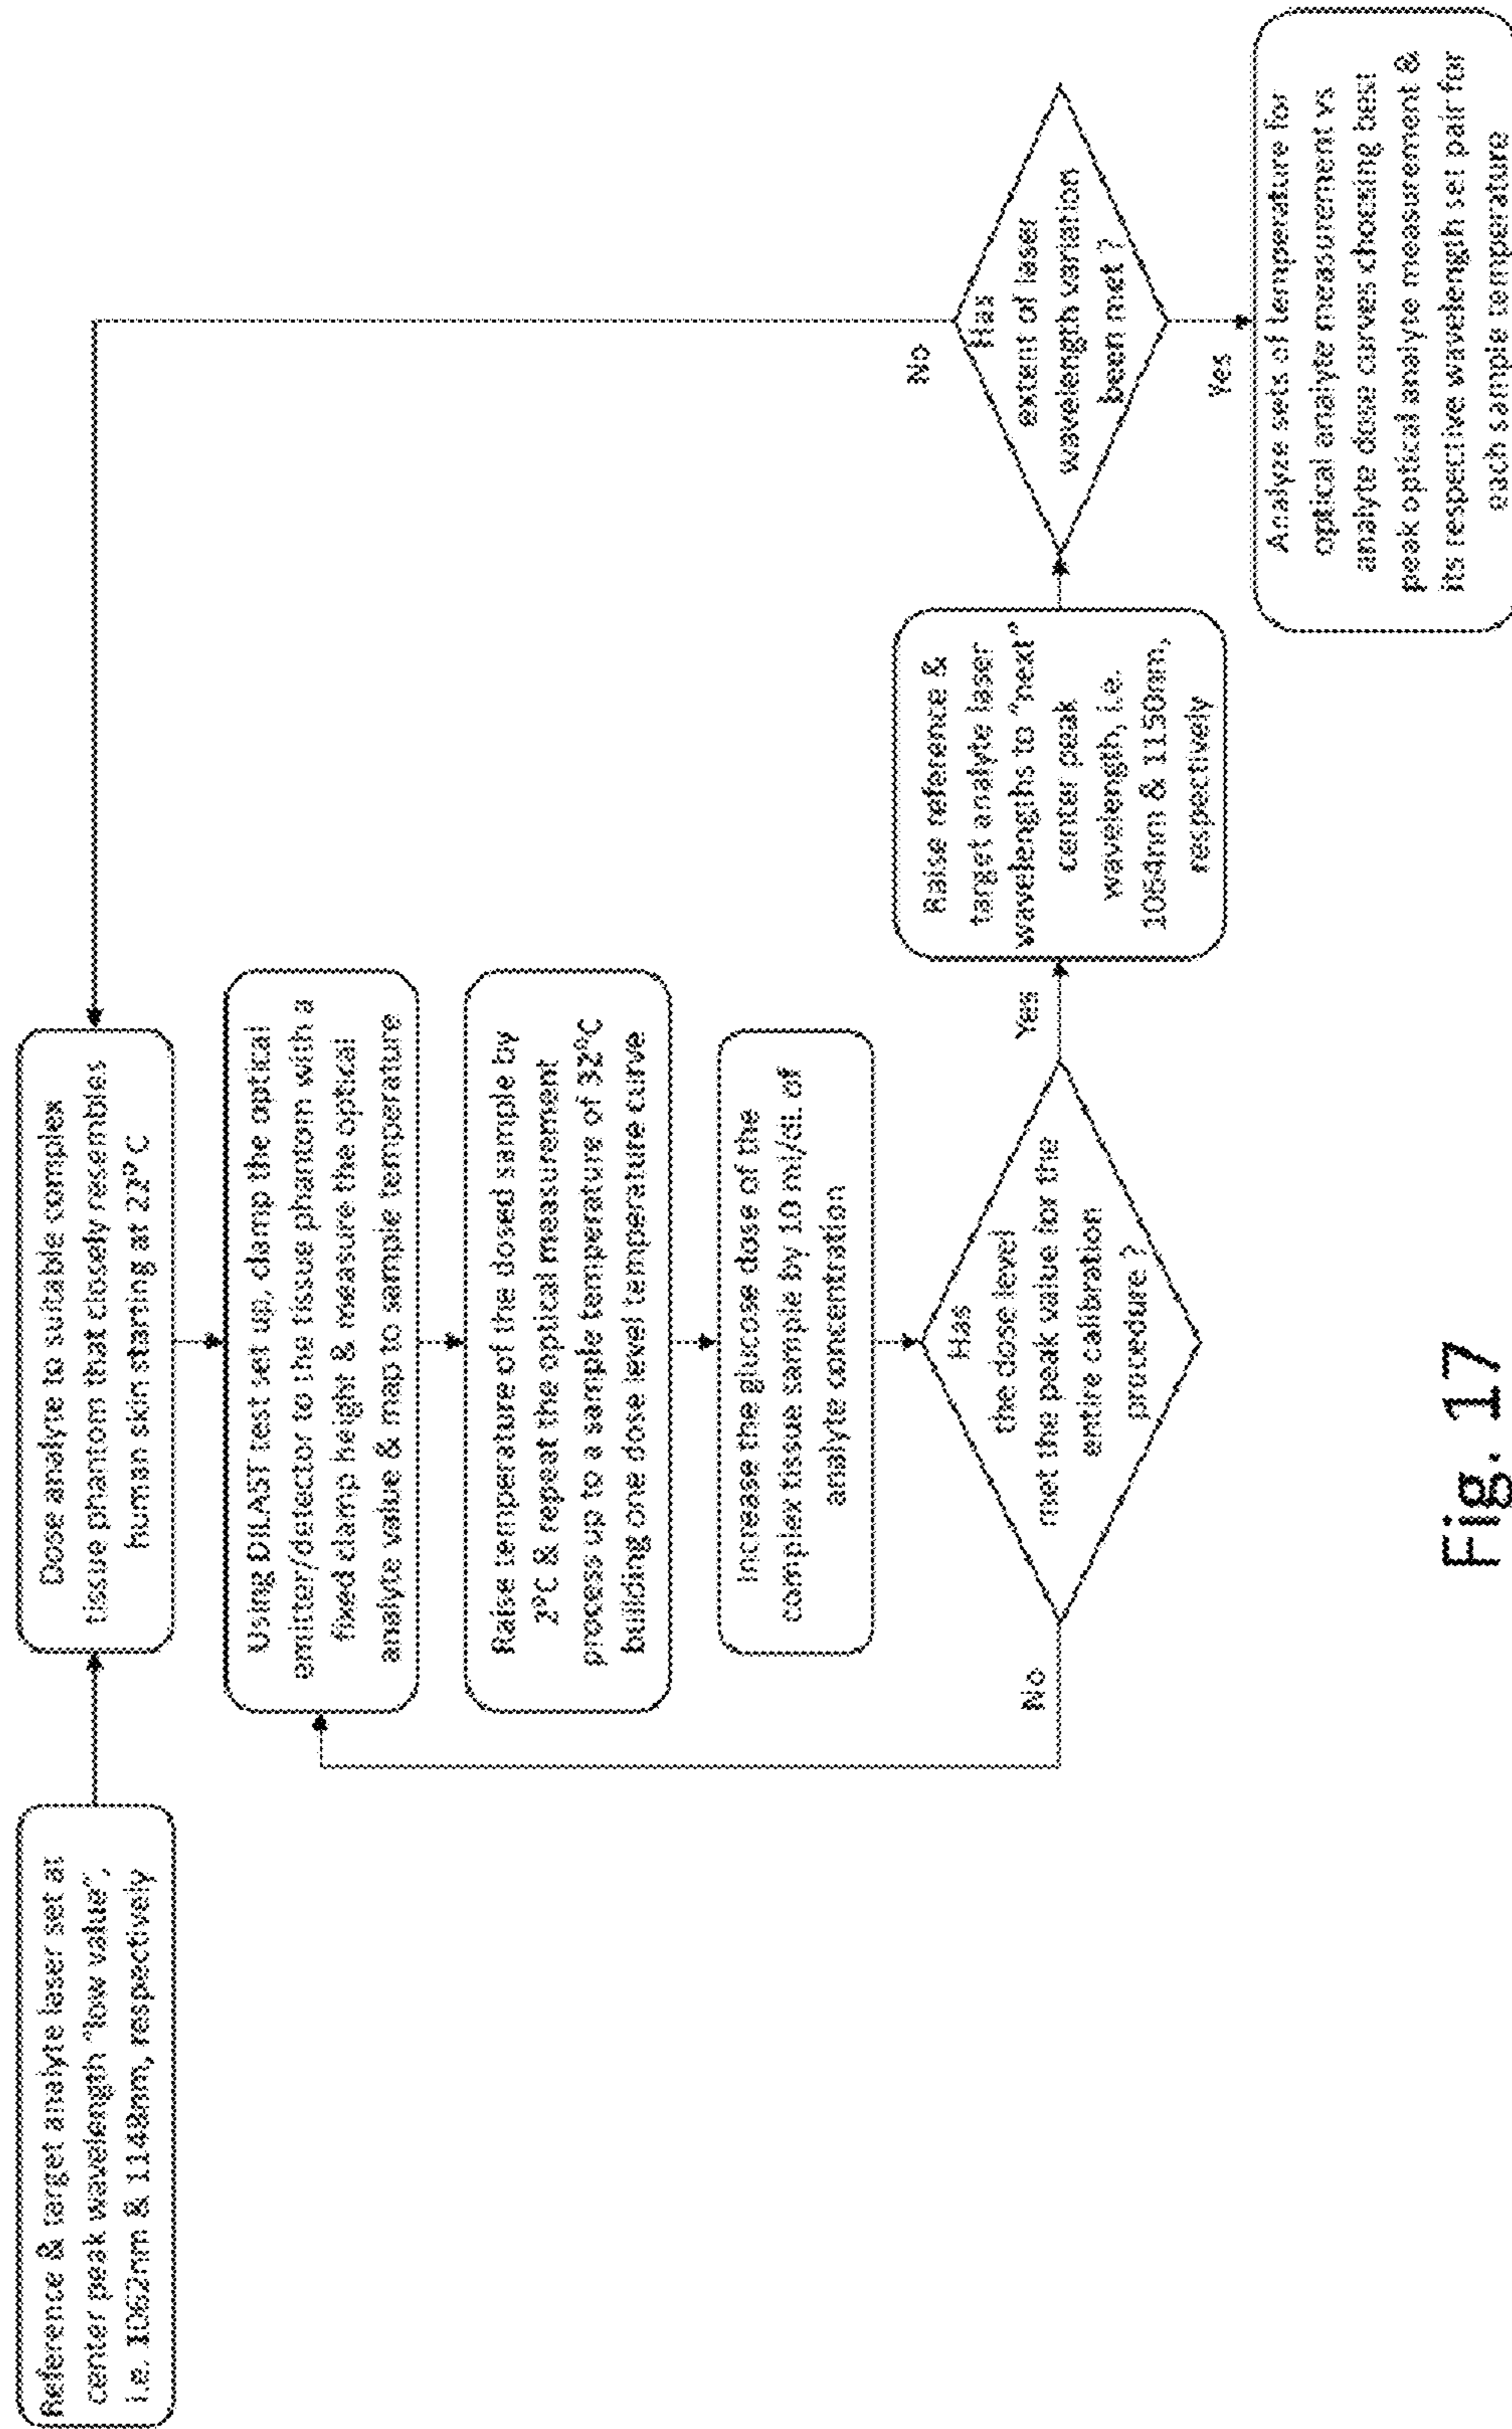 Reference & target analyte laser set at
center peak wavelength "low value",
i.e. 1062nm & 1148nm, respectively
Dose analyte to suitable complex
tissue phantom that closely resembles
human skin starting at 22° C
Using DILAST test set up, clamp the optical
emitter/detector to the tissue phantom with a
fixed clamp height & measure the optical
analyte value & map to sample temperature
Raise temperature of the dosed sample by
2°C & repeat the optical measurement
process up to a sample temperature of 32°C
building one dose level temperature curve
Increase the glucose dose of the
complex tissue sample by 10 ml/dL of
analyte concentration
Has
the dose level
met the peak value for the
entire calibration
procedure ?
No
Yes
Raise reference &
target analyte laser
wavelengths to "next"
center peak
wavelength, i.e.
1064nm & 1150nm,
respectively
Has
extent of laser
wavelength variation
been met ?
No
Yes
Analyze sets of temperature for
optical analyte measurement vs
analyte dose curves choosing best
peak optical analyte measurement &
its respective wavelength set pair for
each sample temperature
Fig. 17